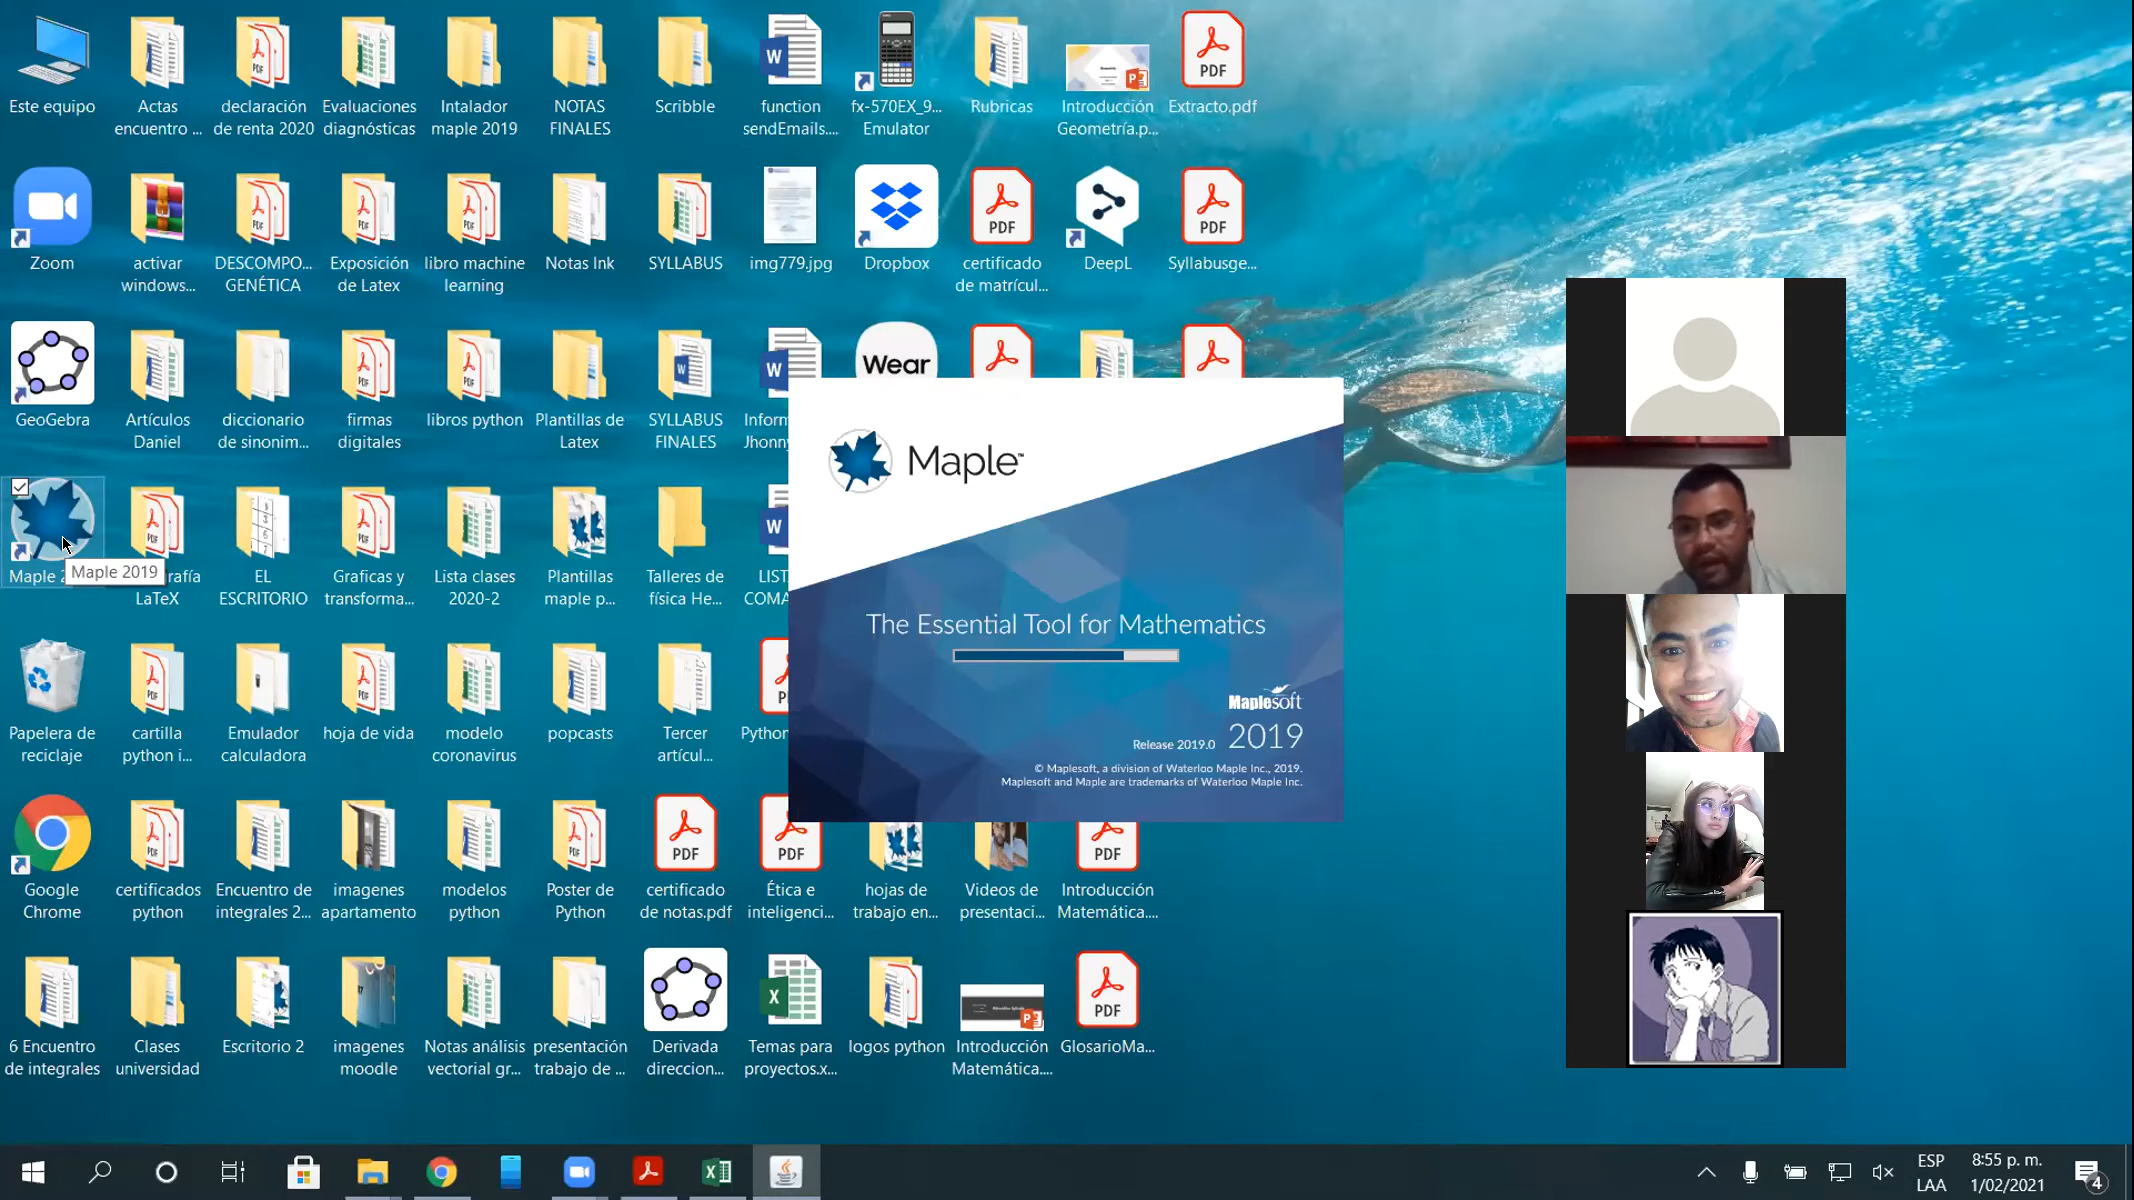 Este equipo
Actas
encuentro ...
declaración
de renta 2020
Evaluaciones
diagnósticas
Intalador
maple 2019
NOTAS
FINALES
Scribble
function
sendEmails....
fx-570EX_9...
Emulator
Rubricas
Introducción
Geometría.p...
PDF
Extracto.pdf
Zoom
activar
windows...
DESCOMPO...
GENÉTICA
Exposición
de Latex
libro machine
learning
Notas Ink
SYLLABUS
img779.jpg
Dropbox
PDF
certificado
de matrícul...
DeepL
PDF
Syllabusge...
GeoGebra
Artículos
Daniel
diccionario
de sinonim...
firmas
digitales
libros python
Plantillas de
Latex
SYLLABUS
FINALES
Inform
Jhonny
Wear
Maple 2
Maple 2019
rafía
LaTeX
EL
ESCRITORIO
Graficas y
transforma...
Lista clases
2020-2
Plantillas
maple p...
Talleres de
física He...
LIST
COMA
Maple™
The Essential Tool for Mathematics
Maplesoft
Release 2019.0 2019
© Maplesoft, a division of Waterloo Maple Inc., 2019.
Maplesoft and Maple are trademarks of Waterloo Maple Inc.
Papelera de
reciclaje
cartilla
python i...
Emulador
calculadora
hoja de vida
modelo
coronavirus
popcasts
Tercer
artícul...
Python
Google
Chrome
certificados
python
Encuentro de
integrales 2...
imagenes
apartamento
modelos
python
Poster de
Python
PDF
certificado
de notas.pdf
PDF
Ética e
inteligenci...
hojas de
trabajo en...
Videos de
presentaci...
PDF
Introducción
Matemática....
6 Encuentro
de integrales
Clases
universidad
Escritorio 2
imagenes
moodle
Notas análisis
vectorial gr...
presentación
trabajo de ...
Derivada
direccion...
Temas para
proyectos.x...
logos python
Introducción
Matemática....
PDF
GlosarioMa...
ESP
LAA
8:55 p. m.
1/02/2021
4